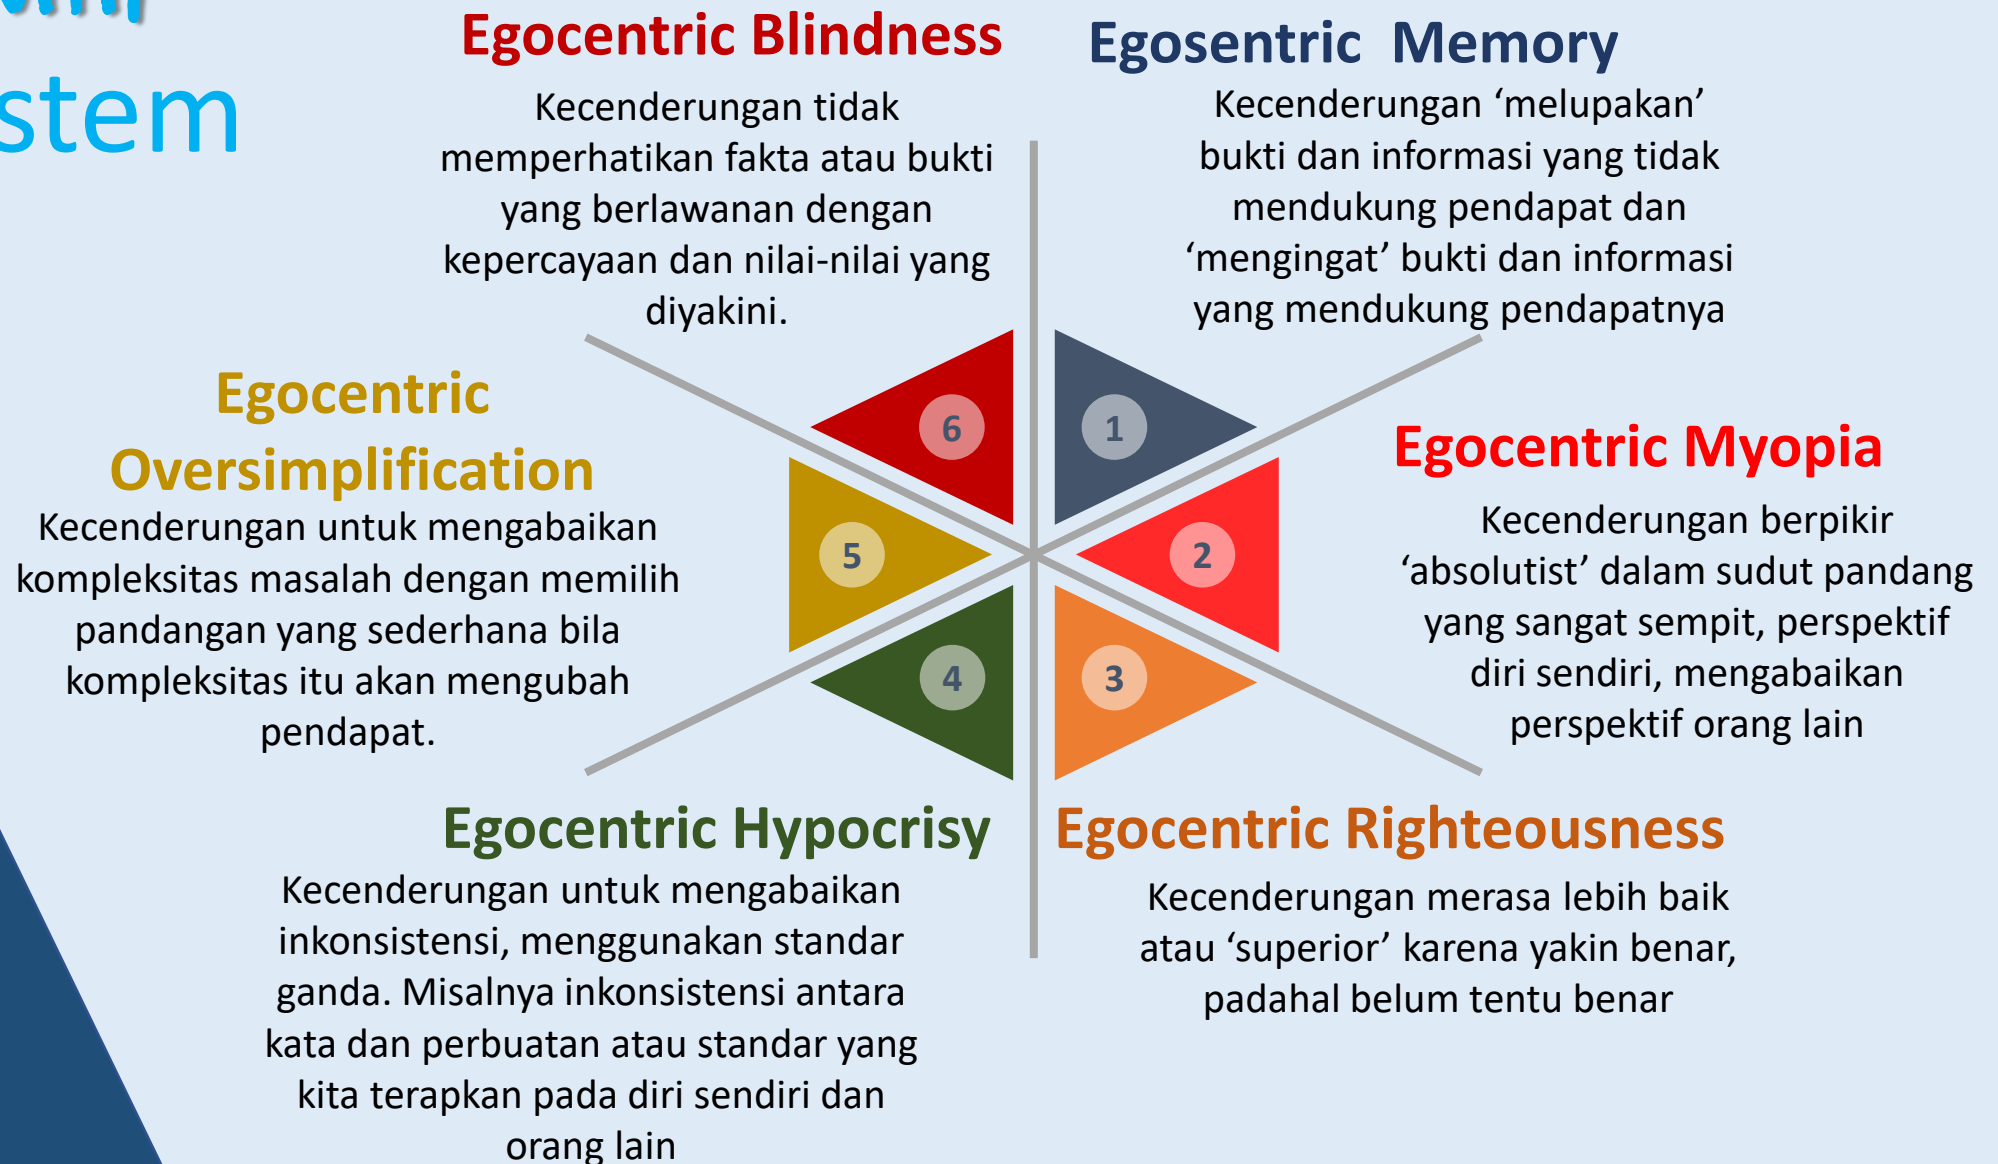 stem
Egocentric Blindness
Kecenderungan tidak
memperhatikan fakta atau bukti
yang berlawanan dengan
kepercayaan dan nilai-nilai yang
diyakini.
Egosentric Memory
Kecenderungan ‘melupakan’
bukti dan informasi yang tidak
mendukung pendapat dan
‘mengingat’ bukti dan informasi
yang mendukung pendapatnya
6
1
Egocentric
Oversimplification
Kecenderungan untuk mengabaikan
kompleksitas masalah dengan memilih
pandangan yang sederhana bila
kompleksitas itu akan mengubah
pendapat.
5
2
Egocentric Myopia
Kecenderungan berpikir
‘absolutist’ dalam sudut pandang
yang sangat sempit, perspektif
diri sendiri, mengabaikan
perspektif orang lain
4
3
Egocentric Hypocrisy
Kecenderungan untuk mengabaikan
inkonsistensi, menggunakan standar
ganda. Misalnya inkonsistensi antara
kata dan perbuatan atau standar yang
kita terapkan pada diri sendiri dan
orang lain
Egocentric Righteousness
Kecenderungan merasa lebih baik
atau ‘superior’ karena yakin benar,
padahal belum tentu benar